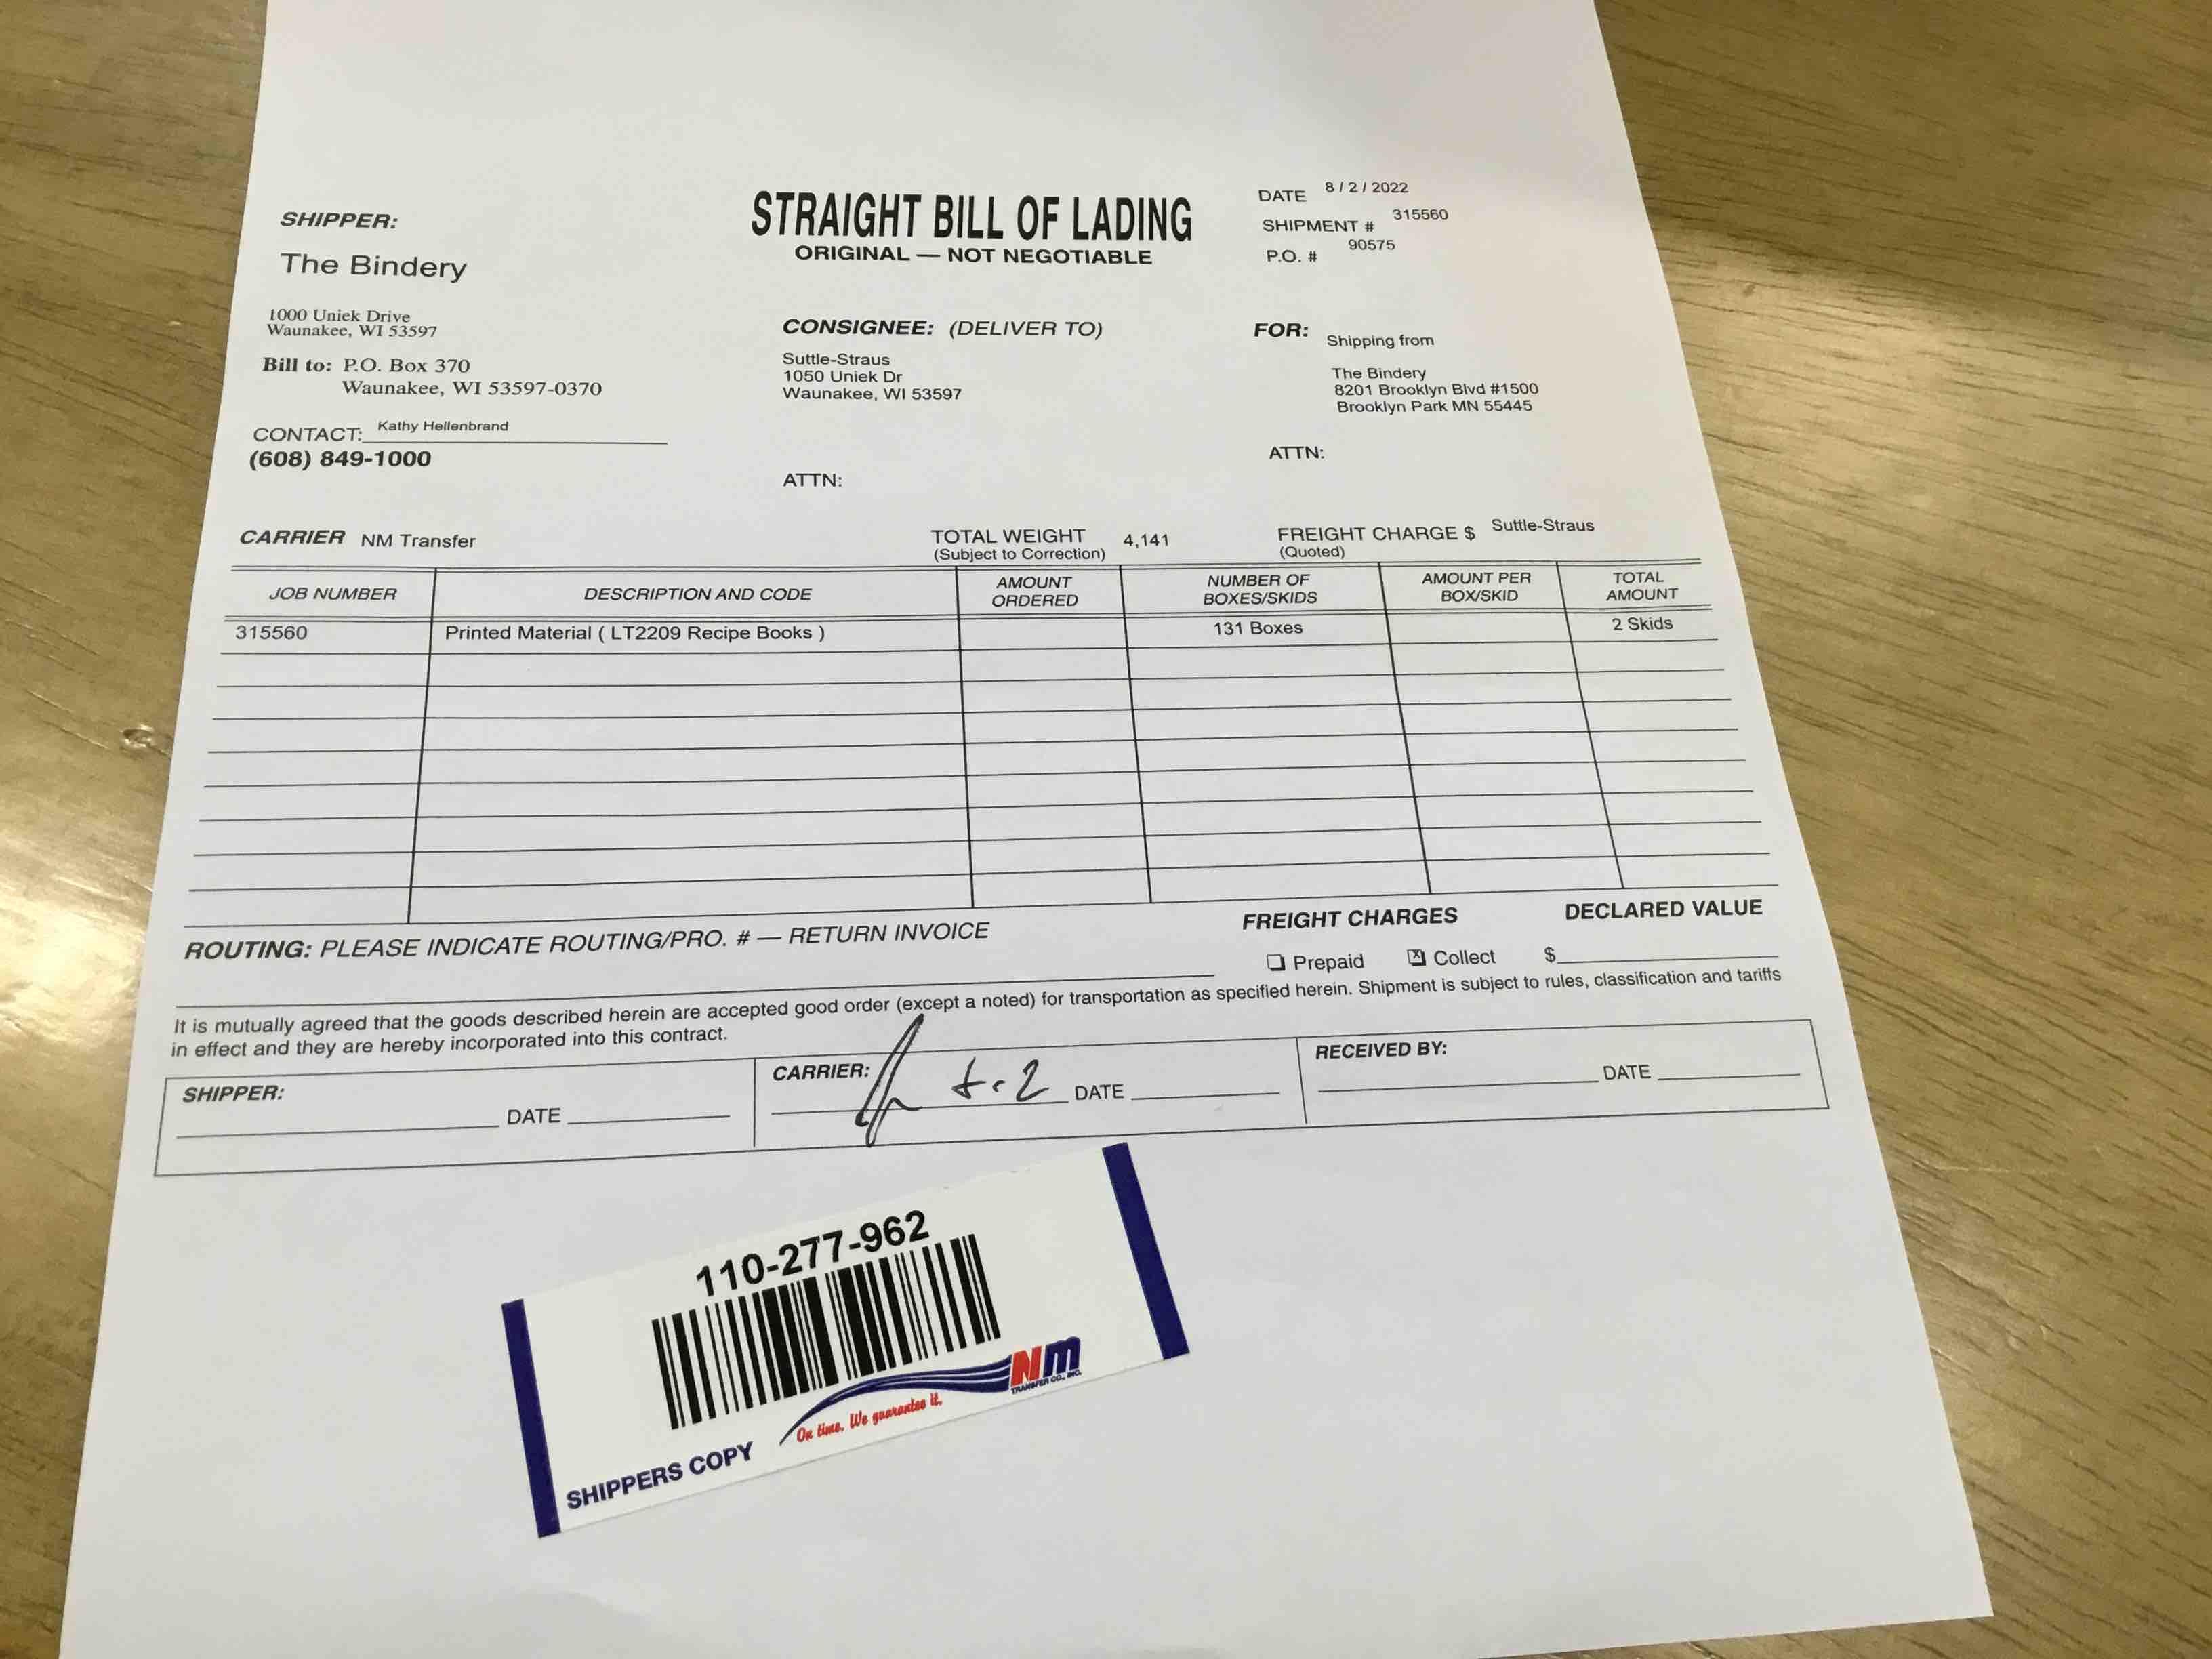 STRAIGHT BILL OF LADING
ORIGINAL — NOT NEGOTIABLE
DATE 8 / 2 / 2022
SHIPMENT # 315560
P.O. # 90575
SHIPPER:
The Bindery
1000 Uniek Drive
Waunakee, WI 53597
Bill to: P.O. Box 370
Waunakee, WI 53597-0370
CONTACT: Kathy Hellenbrand
(608) 849-1000
CONSIGNEE: (DELIVER TO)
Suttle-Straus
1050 Uniek Dr
Waunakee, WI 53597
ATTN:
FOR: Shipping from
The Bindery
8201 Brooklyn Blvd #1500
Brooklyn Park MN 55445
ATTN:
CARRIER NM Transfer
TOTAL WEIGHT 4,141
(Subject to Correction)
FREIGHT CHARGE $ Suttle-Straus
(Quoted)
JOB NUMBER DESCRIPTION AND CODE AMOUNT ORDERED NUMBER OF BOXES/SKIDS AMOUNT PER BOX/SKID TOTAL AMOUNT
315560 Printed Material ( LT2209 Recipe Books ) 131 Boxes 2 Skids
ROUTING: PLEASE INDICATE ROUTING/PRO. # — RETURN INVOICE
FREIGHT CHARGES DECLARED VALUE
Prepaid x Collect $
It is mutually agreed that the goods described herein are accepted good order (except a noted) for transportation as specified herein. Shipment is subject to rules, classification and tariffs
in effect and they are hereby incorporated into this contract.
SHIPPER: DATE
CARRIER: DATE
RECEIVED BY: DATE
110-277-962
NM
TRANSFER CO., INC.
On time, We guarantee it.
SHIPPERS COPY